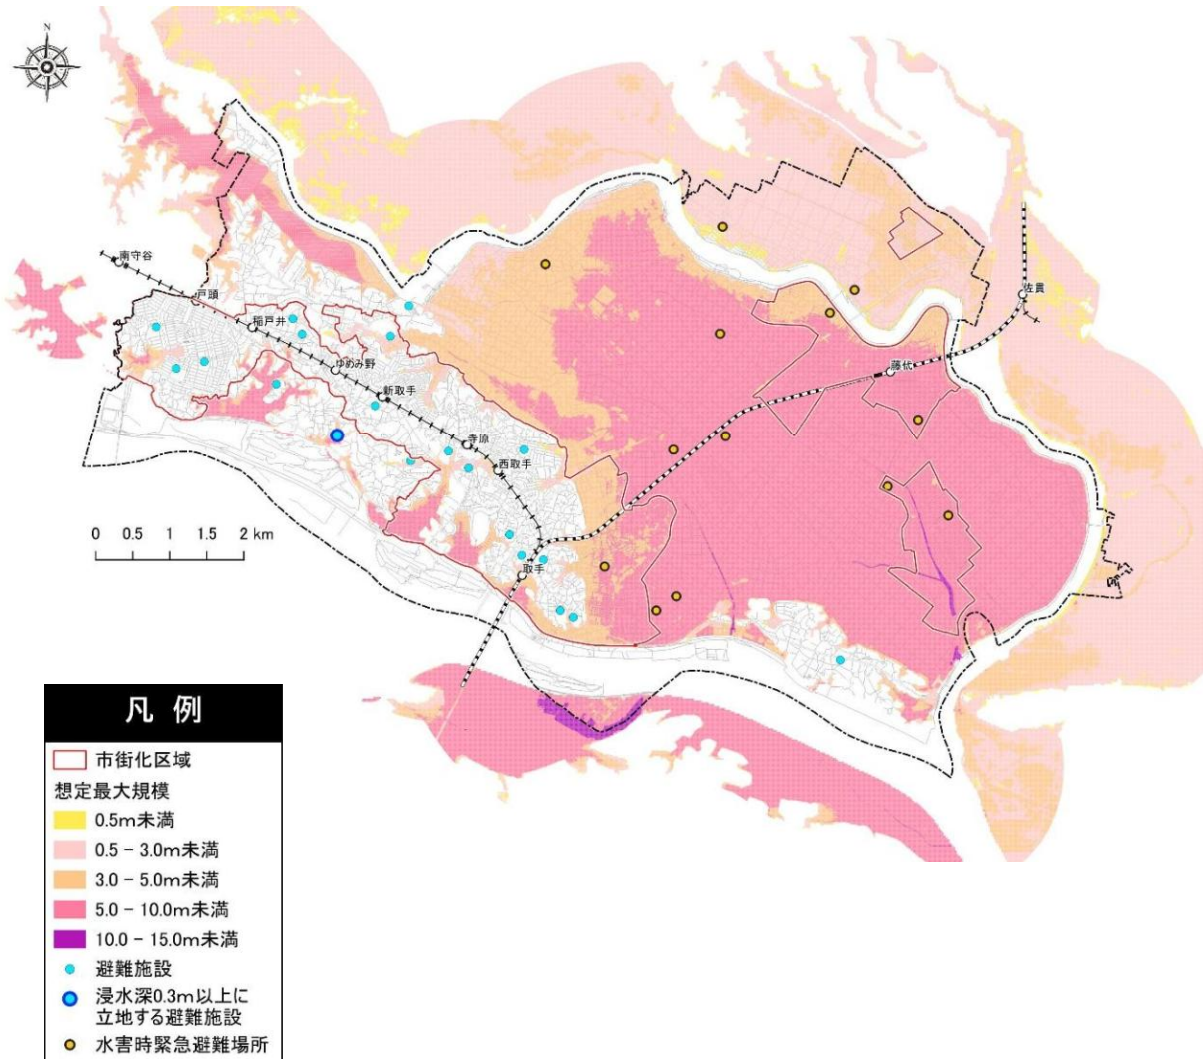 N
南守谷
戸頭
稲戸井
ゆめみ野
新取手
寺原
西取手
取手
藤代
佐貫
0 0.5 1 1.5 2 km
凡 例
市街化区域
想定最大規模
0.5m未満
0.5 − 3.0m未満
3.0 − 5.0m未満
5.0 − 10.0m未満
10.0 − 15.0m未満
避難施設
浸水深0.3m以上に
立地する避難施設
水害時緊急避難場所